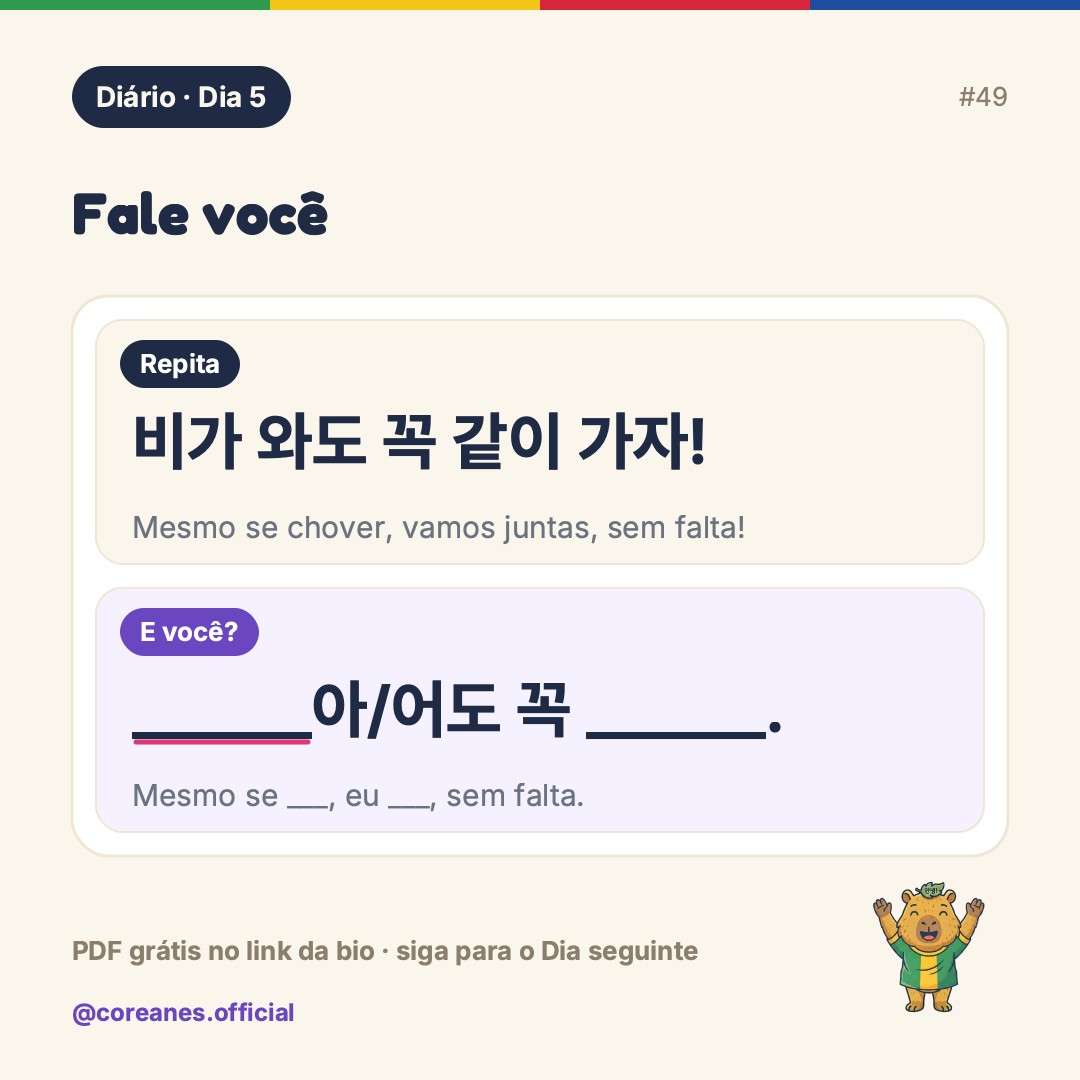 Diário · Dia 5
#49
Fale você
Repita
비가 와도 꼭 같이 가자!
Mesmo se chover, vamos juntas, sem falta!
E você?
______아/어도 꼭 ______.
Mesmo se ___, eu ___, sem falta.
PDF grátis no link da bio · siga para o Dia seguinte
@coreanes.official